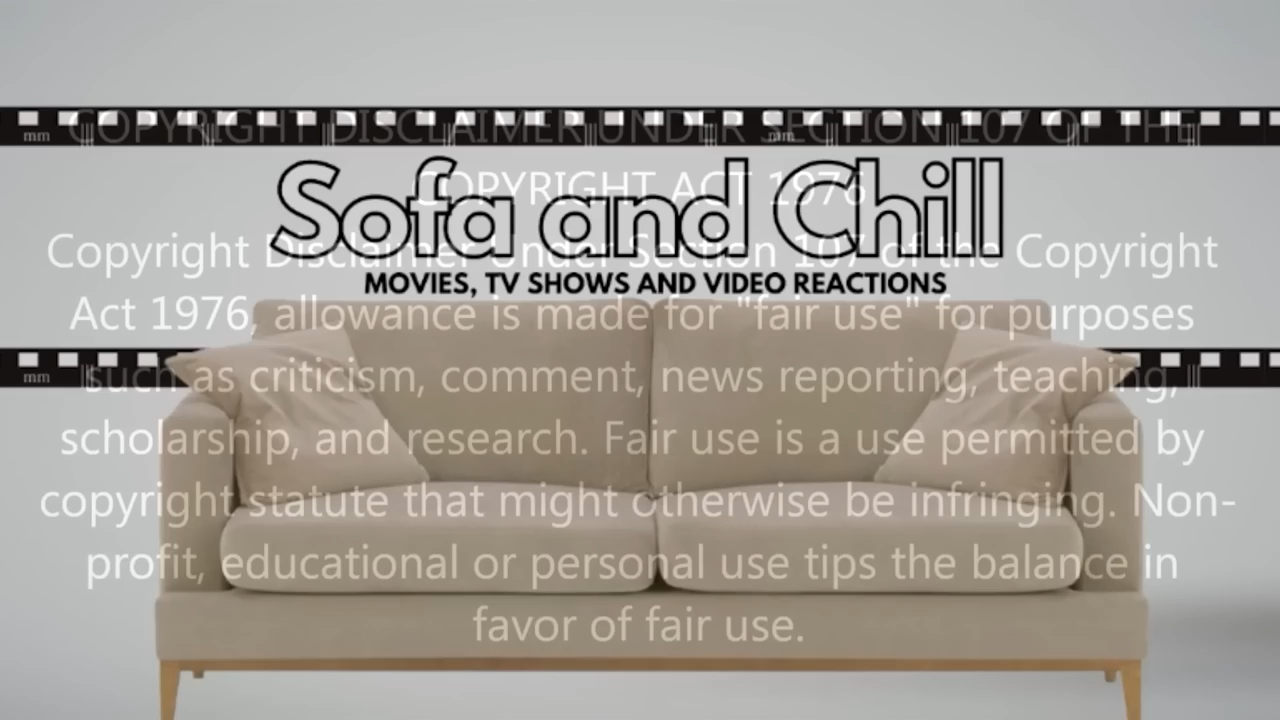 mm
mm
COPYRIGHT DISCLAIMER UNDER SECTION 107 OF THE
COPYRIGHT ACT 1976
Sofa and Chill
Copyright Disclaimer Under Section 107 of the Copyright
MOVIES, TV SHOWS AND VIDEO REACTIONS
Act 1976, allowance is made for "fair use" for purposes
mm
such as criticism, comment, news reporting, teaching,
scholarship, and research. Fair use is a use permitted by
copyright statute that might otherwise be infringing. Non-
profit, educational or personal use tips the balance in
favor of fair use.